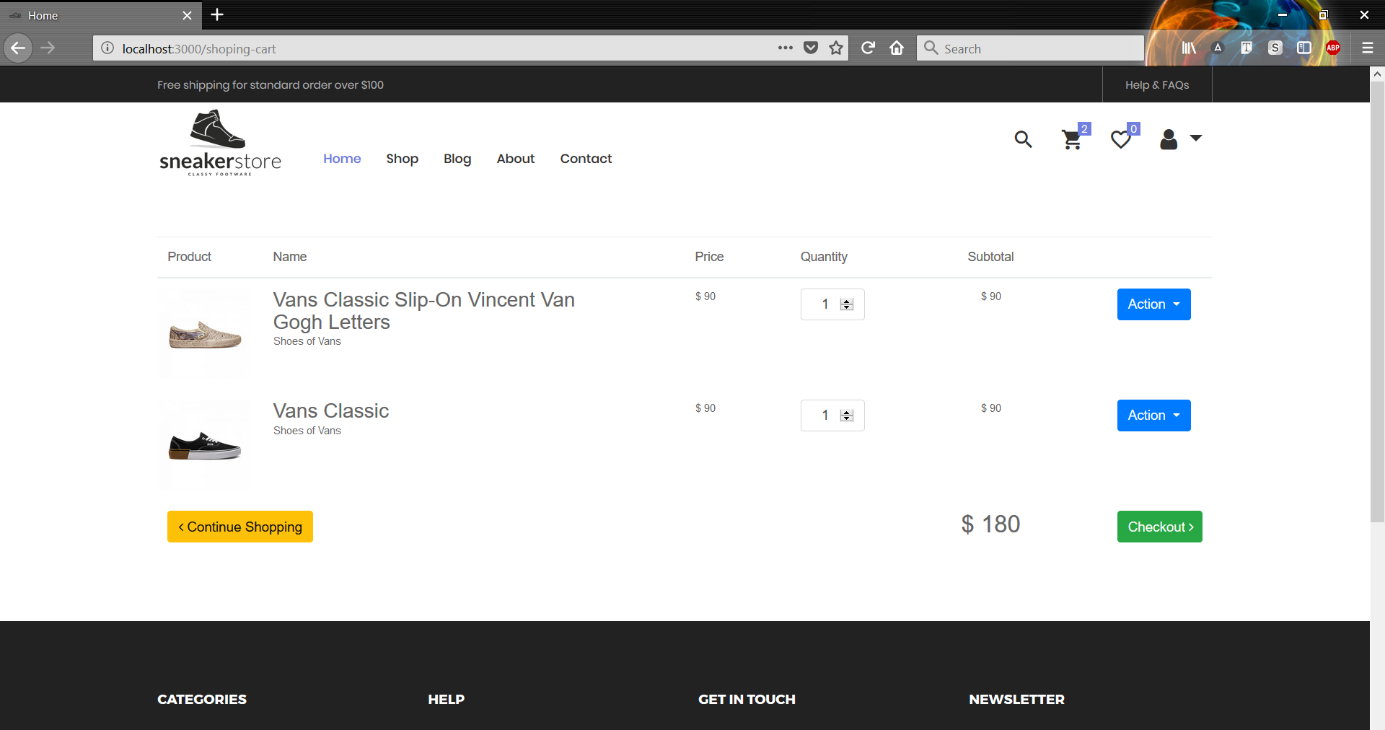 Home
localhost:3000/shoping-cart
Search
ABP
Free shipping for standard order over $100
Help & FAQs
sneakerstore
CLASSY FOOTWARE
Home
Shop
Blog
About
Contact
2
0
Product
Name
Price
Quantity
Subtotal
Vans Classic Slip-On Vincent Van
Gogh Letters
Shoes of Vans
$ 90
1
$ 90
Action
Vans Classic
Shoes of Vans
$ 90
1
$ 90
Action
< Continue Shopping
$ 180
Checkout >
CATEGORIES
HELP
GET IN TOUCH
NEWSLETTER